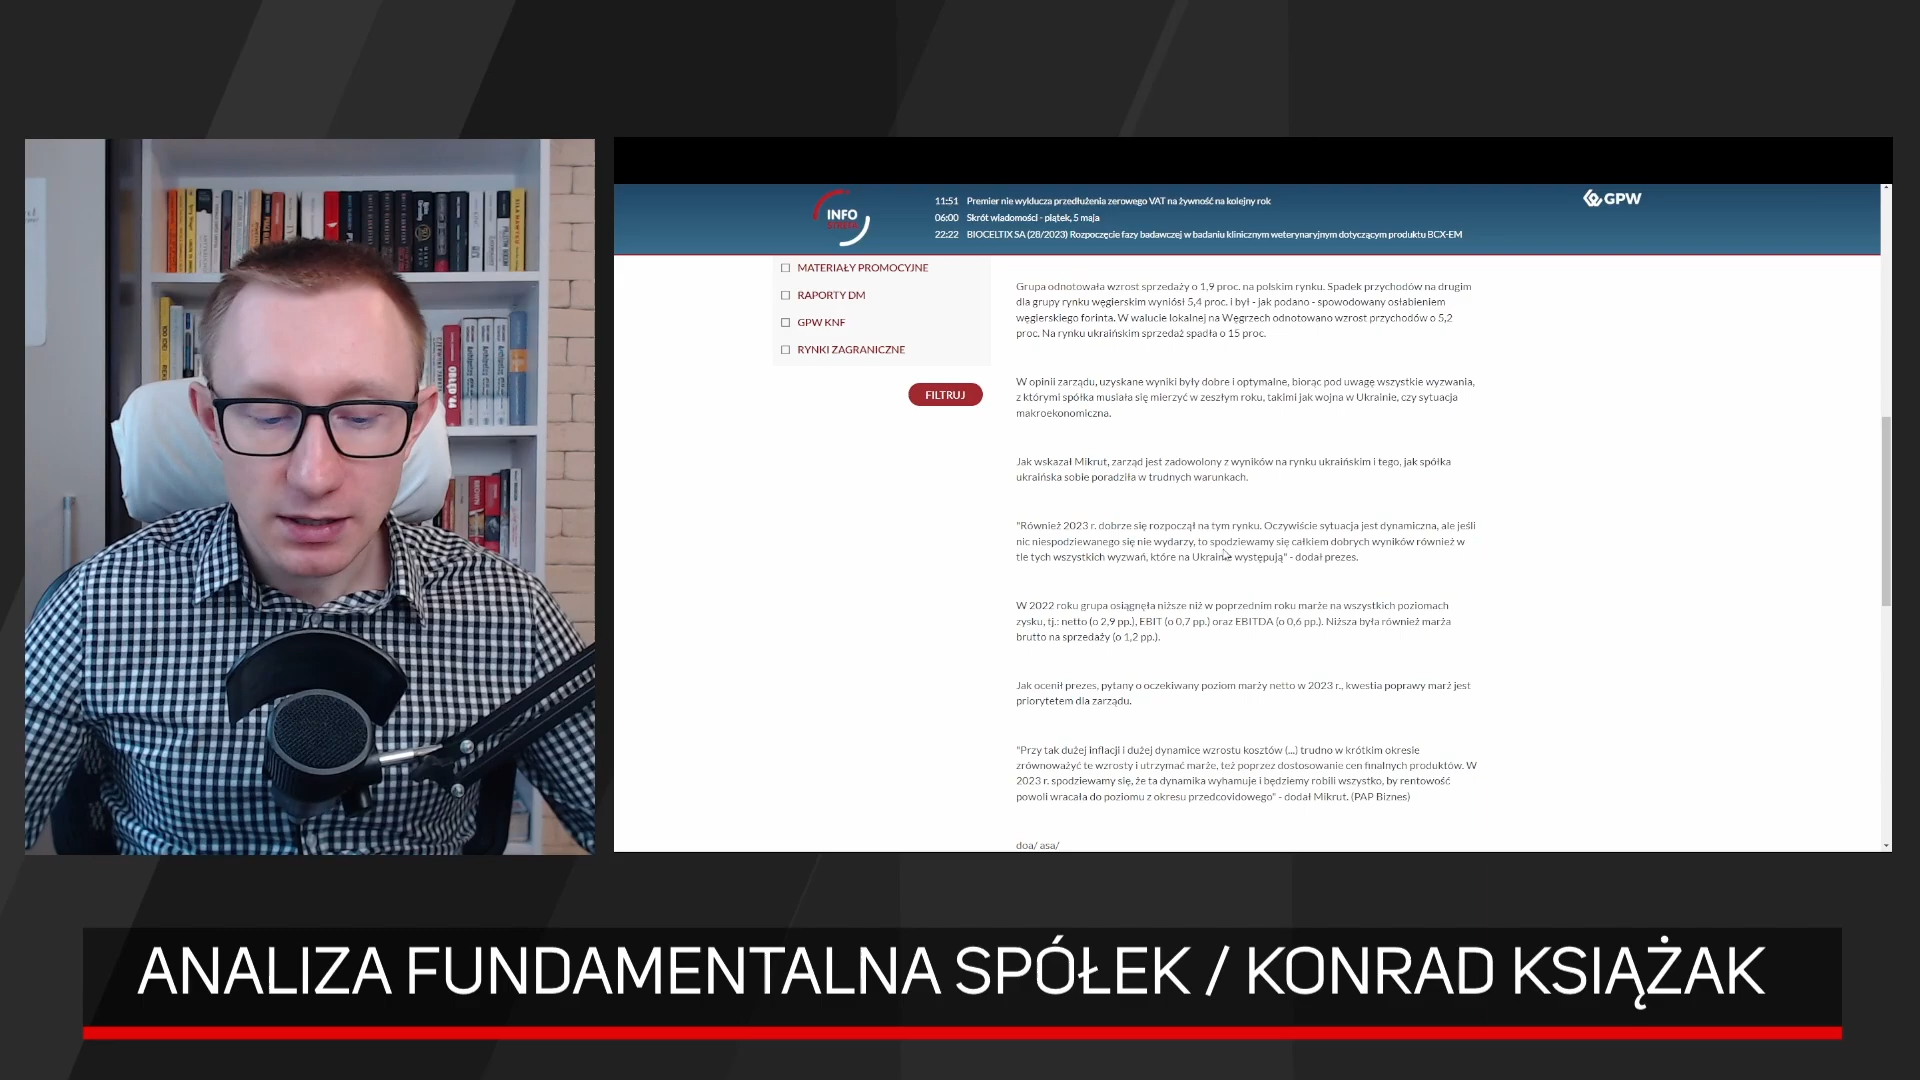 INFO
STREFA
11:51 Premier nie wyklucza przedłużenia zerowego VAT na żywność na kolejny rok
06:00 Skrót wiadomości - piątek, 5 maja
22:22 BIOCELTIX SA (28/2023) Rozpoczęcie fazy badawczej w badaniu klinicznym weterynaryjnym dotyczącym produktu BCX-EM
GPW
MATERIAŁY PROMOCYJNE
RAPORTY DM
GPW KNF
RYNKI ZAGRANICZNE
FILTRUJ
Grupa odnotowała wzrost sprzedaży o 1,9 proc. na polskim rynku. Spadek przychodów na drugim
dla grupy rynku węgierskim wyniósł 5,4 proc. i był - jak podano - spowodowany osłabieniem
węgierskiego forinta. W walucie lokalnej na Węgrzech odnotowano wzrost przychodów o 5,2
proc. Na rynku ukraińskim sprzedaż spadła o 15 proc.
W opinii zarządu, uzyskane wyniki były dobre i optymalne, biorąc pod uwagę wszystkie wyzwania,
z którymi spółka musiała się mierzyć w zeszłym roku, takimi jak wojna w Ukrainie, czy sytuacja
makroekonomiczna.
Jak wskazał Mikrut, zarząd jest zadowolony z wyników na rynku ukraińskim i tego, jak spółka
ukraińska sobie poradziła w trudnych warunkach.
"Również 2023 r. dobrze się rozpoczął na tym rynku. Oczywiście sytuacja jest dynamiczna, ale jeśli
nic niespodziewanego się nie wydarzy, to spodziewamy się całkiem dobrych wyników również w
tle tych wszystkich wyzwań, które na Ukrainie występują" - dodał prezes.
W 2022 roku grupa osiągnęła niższe niż w poprzednim roku marże na wszystkich poziomach
zysku, tj.: netto (o 2,9 pp.), EBIT (o 0,7 pp.) oraz EBITDA (o 0,6 pp.). Niższa była również marża
brutto na sprzedaży (o 1,2 pp.).
Jak ocenił prezes, pytany o oczekiwany poziom marży netto w 2023 r., kwestia poprawy marż jest
priorytetem dla zarządu.
"Przy tak dużej inflacji i dużej dynamice wzrostu kosztów (...) trudno w krótkim okresie
zrównoważyć te wzrosty i utrzymać marże, też poprzez dostosowanie cen finalnych produktów. W
2023 r. spodziewamy się, że ta dynamika wyhamuje i będziemy robili wszystko, by rentowość
powoli wracała do poziomu z okresu przedcovidowego" - dodał Mikrut. (PAP Biznes)
doa/ asa/
ANALIZA FUNDAMENTALNA SPÓŁEK / KONRAD KSIĄŻAK